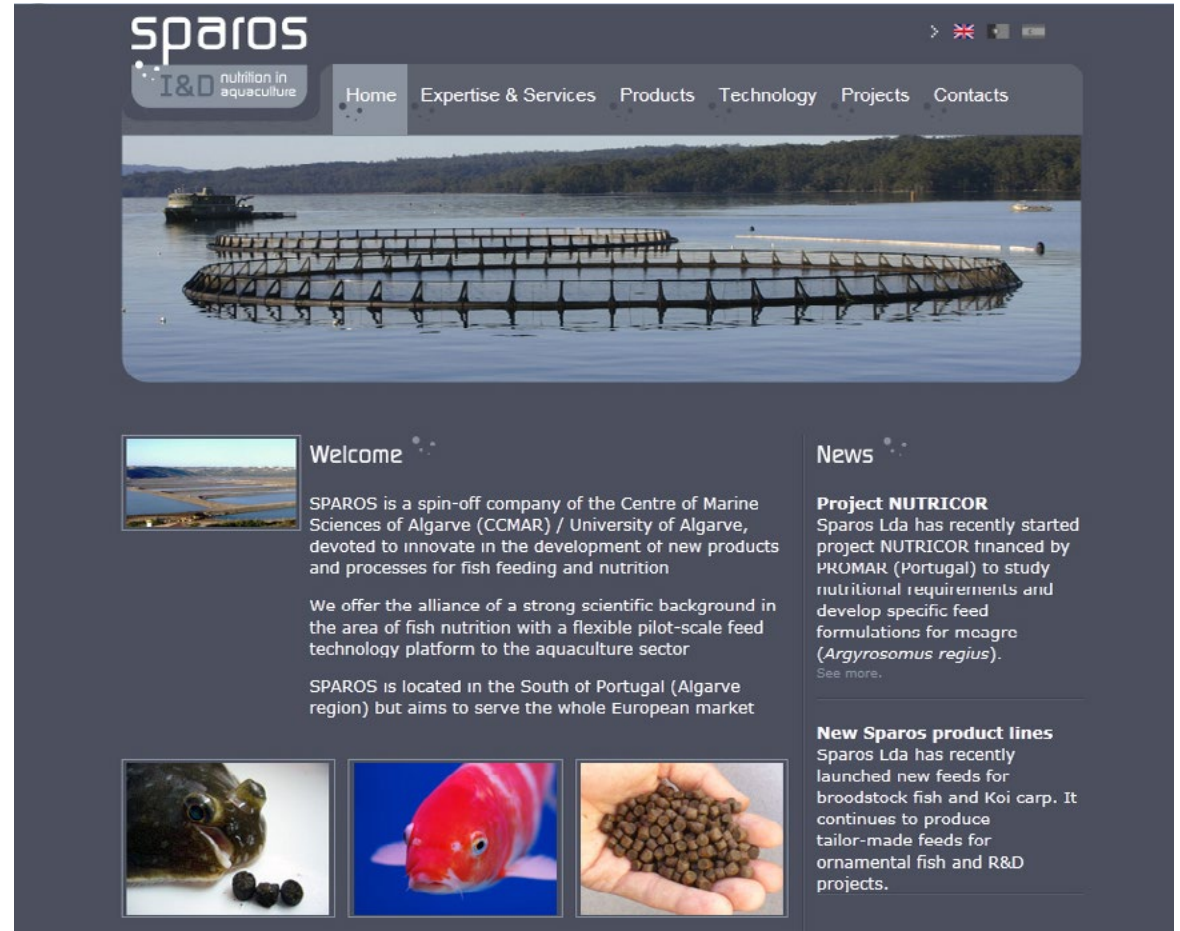 sparos
I&D nutrition in
aquaculture
Home Expertise & Services Products Technology Projects Contacts
Welcome
SPAROS is a spin-off company of the Centre of Marine
Sciences of Algarve (CCMAR) / University of Algarve,
devoted to innovate in the development of new products
and processes for fish feeding and nutrition
We offer the alliance of a strong scientific background in
the area of fish nutrition with a flexible pilot-scale feed
technology platform to the aquaculture sector
SPAROS is located in the South of Portugal (Algarve
region) but aims to serve the whole European market
News
Project NUTRICOR
Sparos Lda has recently started
project NUTRICOR financed by
PROMAR (Portugal) to study
nutritional requirements and
develop specific feed
formulations for meagre
(Argyrosomus regius).
See more.
New Sparos product lines
Sparos Lda has recently
launched new feeds for
broodstock fish and Koi carp. It
continues to produce
tailor-made feeds for
ornamental fish and R&D
projects.